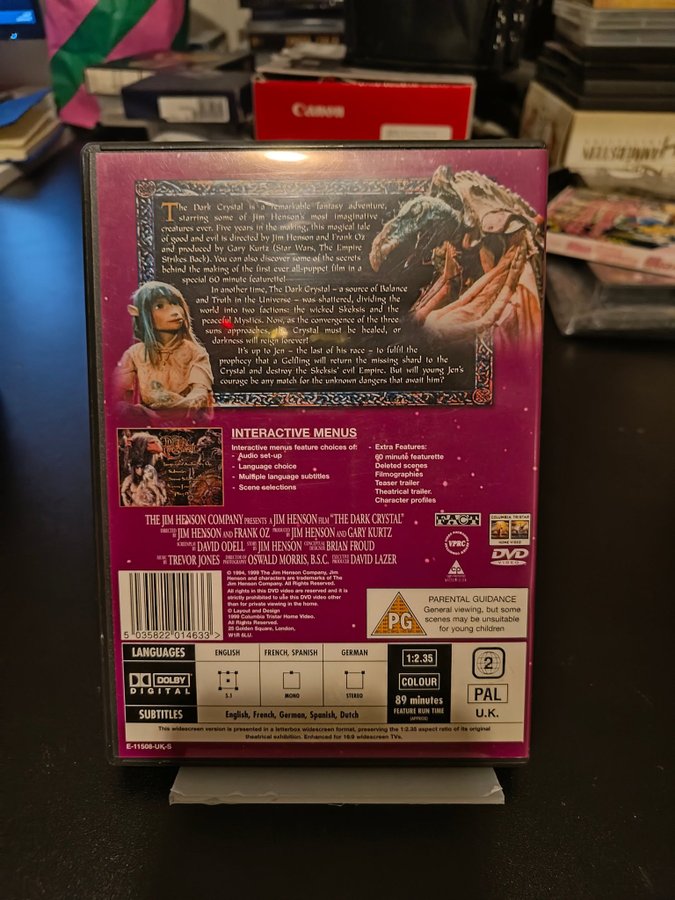 Canon
The Dark Crystal is a remarkable fantasy adventure,
starring some of Jim Henson's most imaginative
creatures ever. Five years in the making, this magical tale
of good and evil is directed by Jim Henson and Frank Oz
and produced by Gary Kurtz (Star Wars, The Empire
Strikes Back). You can also discover some of the secrets
behind the making of the first ever all-puppet film in a
special 60 minute featurette!
In another time, The Dark Crystal – a source of Balance
and Truth in the Universe – was shattered, dividing the
world into two factions: the wicked Skeksis and the
peaceful Mystics. Now, as the convergence of the three
suns approaches, the Crystal must be healed, or
darkness will reign forever!
It's up to Jen – the last of his race – to fulfil the
prophecy that a Gelfling will return the missing shard to the
Crystal and destroy the Skeksis' evil Empire. But will young Jen's
courage be any match for the unknown dangers that await him?
INTERACTIVE MENUS
Interactive menus feature choices of:
- Audio set-up
- Language choice
- Multiple language subtitles
- Scene selections
- Extra Features:
60 minute featurette
Deleted scenes
Filmographies
Teaser trailer
Theatrical trailer.
Character profiles
THE JIM HENSON COMPANY PRESENTS A JIM HENSON FILM "THE DARK CRYSTAL"
DIRECTED BY JIM HENSON AND FRANK OZ PRODUCED BY JIM HENSON AND GARY KURTZ
SCREENPLAY BY DAVID ODELL STORY BY JIM HENSON CONCEPTUAL DESIGNER BRIAN FROUD
MUSIC BY TREVOR JONES DIRECTOR OF PHOTOGRAPHY OSWALD MORRIS, B.S.C. EXECUTIVE PRODUCER DAVID LAZER
FACT
COLUMBIA TRISTAR
HOME VIDEO
VPRC
DVD
VIDEO
© 1994, 1999 The Jim Henson Company, Jim
Henson and characters are trademarks of The
Jim Henson Company. All Rights Reserved.
All rights in this DVD video are reserved and it is
strictly prohibited to use this DVD video other
than for private viewing in the home.
© Layout and Design
1999 Columbia Tristar Home Video.
All Rights Reserved.
25 Golden Square, London,
W1R 6LU.
5 035822 014633 >
PG
PARENTAL GUIDANCE
General viewing, but some
scenes may be unsuitable
for young children
LANGUAGES
ENGLISH
FRENCH, SPANISH
GERMAN
DOLBY
DIGITAL
5.1
MONO
STEREO
SUBTITLES
English, French, German, Spanish, Dutch
1:2.35
COLOUR
89 minutes
FEATURE RUN TIME
(APPROX)
2
PAL
U.K.
This widescreen version is presented in a letterbox widescreen format, preserving the 1:2.35 aspect ratio of its original
theatrical exhibition. Enhanced for 16:9 widescreen TVs.
E-11508-UK-S